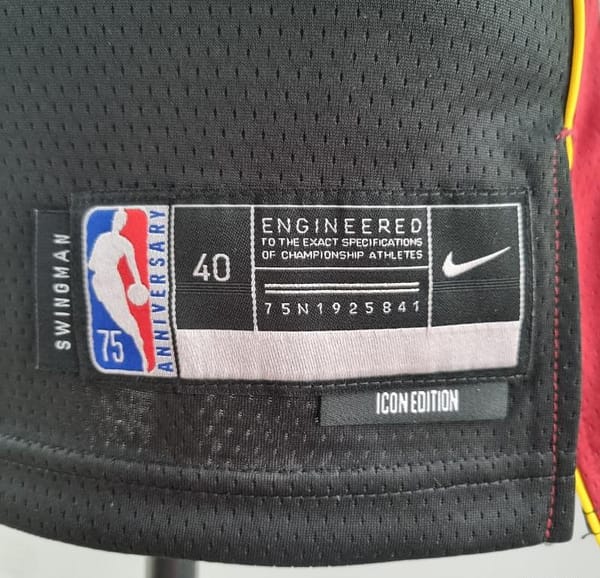 SWINGMAN
75
ANNIVERSARY
40
ENGINEERED
TO THE EXACT SPECIFICATIONS
OF CHAMPIONSHIP ATHLETES
75N1925841
ICON EDITION